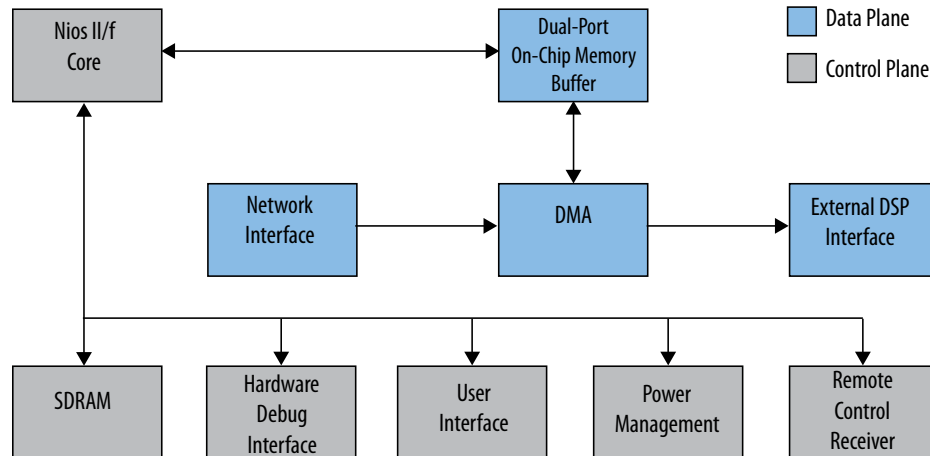 Nios II/f
Core
Dual-Port
On-Chip Memory
Buffer
Data Plane
Control Plane
Network
Interface
DMA
External DSP
Interface
SDRAM
Hardware
Debug
Interface
User
Interface
Power
Management
Remote
Control
Receiver